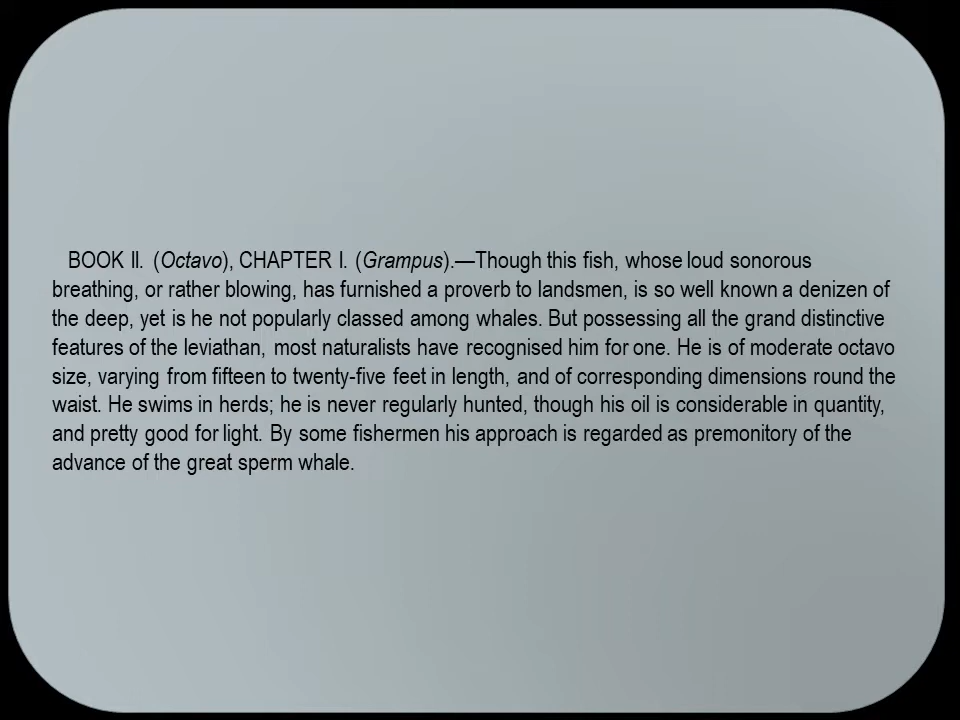 BOOK II. (Octavo), CHAPTER I. (Grampus).—Though this fish, whose loud sonorous
breathing, or rather blowing, has furnished a proverb to landsmen, is so well known a denizen of
the deep, yet is he not popularly classed among whales. But possessing all the grand distinctive
features of the leviathan, most naturalists have recognised him for one. He is of moderate octavo
size, varying from fifteen to twenty-five feet in length, and of corresponding dimensions round the
waist. He swims in herds; he is never regularly hunted, though his oil is considerable in quantity,
and pretty good for light. By some fishermen his approach is regarded as premonitory of the
advance of the great sperm whale.